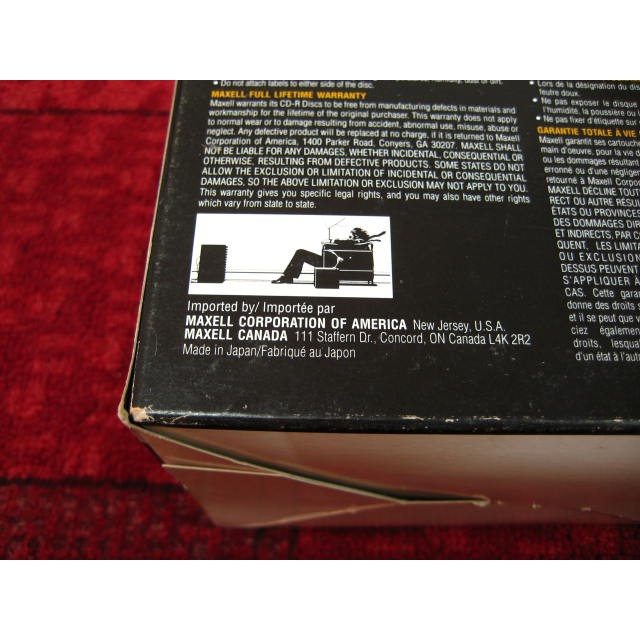 • Do not attach labels to either side of the disc.
MAXELL FULL LIFETIME WARRANTY
Maxell warrants its CD-R Discs to be free from manufacturing defects in materials and
workmanship for the lifetime of the original purchaser. This warranty does not apply
to normal wear or to damage resulting from accident, abnormal use, misuse, abuse or
neglect. Any defective product will be replaced at no charge, if it is returned to Maxell
Corporation of America, 1400 Parker Road, Conyers, GA 30207. MAXELL SHALL
NOT BE LIABLE FOR ANY DAMAGES, WHETHER INCIDENTAL, CONSEQUENTIAL OR
OTHERWISE, RESULTING FROM DEFECTIVE PRODUCTS. SOME STATES DO NOT
ALLOW THE EXCLUSION OR LIMITATION OF INCIDENTAL OR CONSEQUENTIAL
DAMAGES, SO THE ABOVE LIMITATION OR EXCLUSION MAY NOT APPLY TO YOU.
This warranty gives you specific legal rights, and you may also have other rights
which vary from state to state.
Imported by/ Importée par
MAXELL CORPORATION OF AMERICA New Jersey, U.S.A.
MAXELL CANADA 111 Staffern Dr., Concord, ON Canada L4K 2R2
Made in Japan/Fabriqué au Japon
• Lors de la désignation du
feutre doux.
• Ne pas exposer le disque
l'humidité, la poussière ou
• Ne pas fixer d'étiquette sur
GARANTIE TOTALE À VIE
Maxell garantit ses cartouche
main d'oeuvre, pour la vie
ou les dommages résultant
erronné ou d'une négligen
retourné à Maxell Corpor
MAXELL DÉCLINE TOUT
RECT OU AUTRE RÉSUL
ÉTATS OU PROVINCES
DES DOMMAGES DIR
ET INDIRECTS, PAR CO
QUENT, LES LIMITA
OU EXCLUSION
DESSUS PEUVENT
S'APPLIQUER À
CAS. Cette garan
donne des droits s
et il se peut que v
ciez égalemen
droits, lesqual
d'un état à l'autre